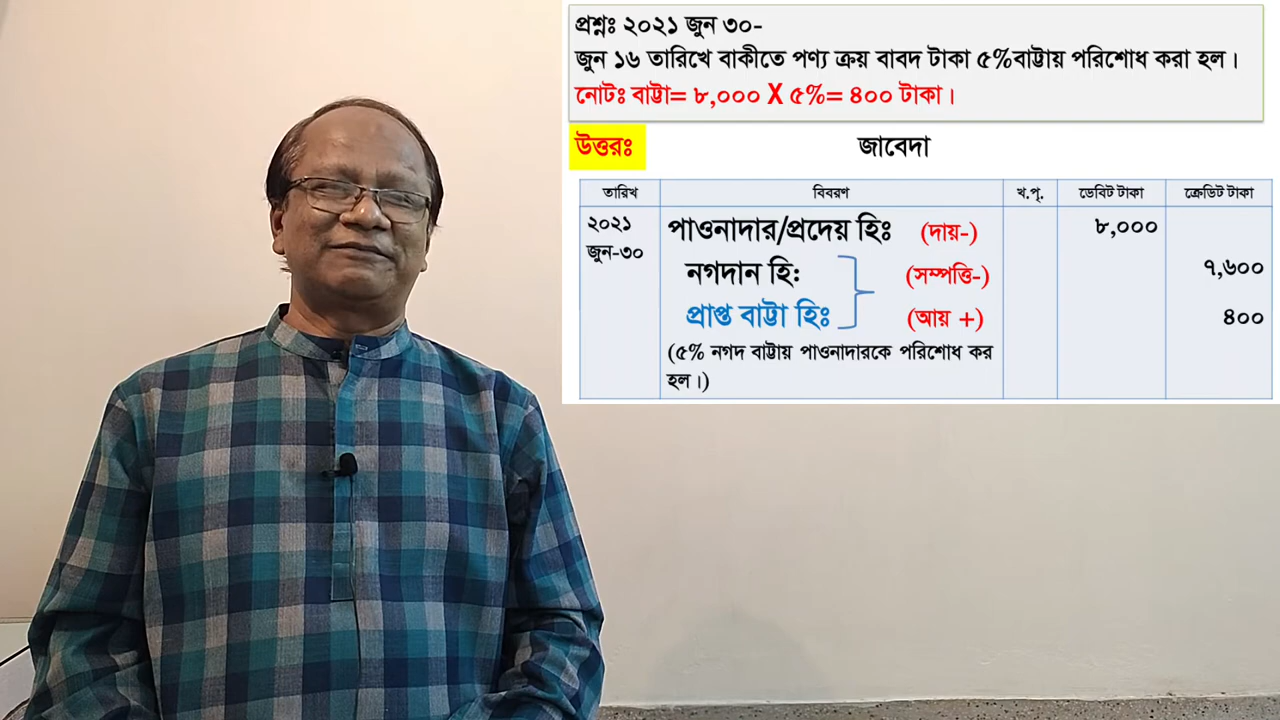 প্রশ্নঃ ২০২১ জুন ৩০-
জুন ১৬ তারিখে বাকীতে পণ্য ক্রয় বাবদ টাকা ৫%বাট্টায় পরিশোধ করা হল।
নোটঃ বাট্টা= ৮,০০০ X ৫%= ৪০০ টাকা।
উত্তরঃ জাবেদা
তারিখ বিবরণ খ.পৃ. ডেবিট টাকা ক্রেডিট টাকা
২০২১ পাওনাদার/প্রদেয় হিঃ (দায়-) ৮,০০০
জুন-৩০ নগদান হি: (সম্পত্তি-) ৭,৬০০
প্রাপ্ত বাট্টা হিঃ (আয় +) ৪০০
(৫% নগদ বাট্টায় পাওনাদারকে পরিশোধ কর
হল।)